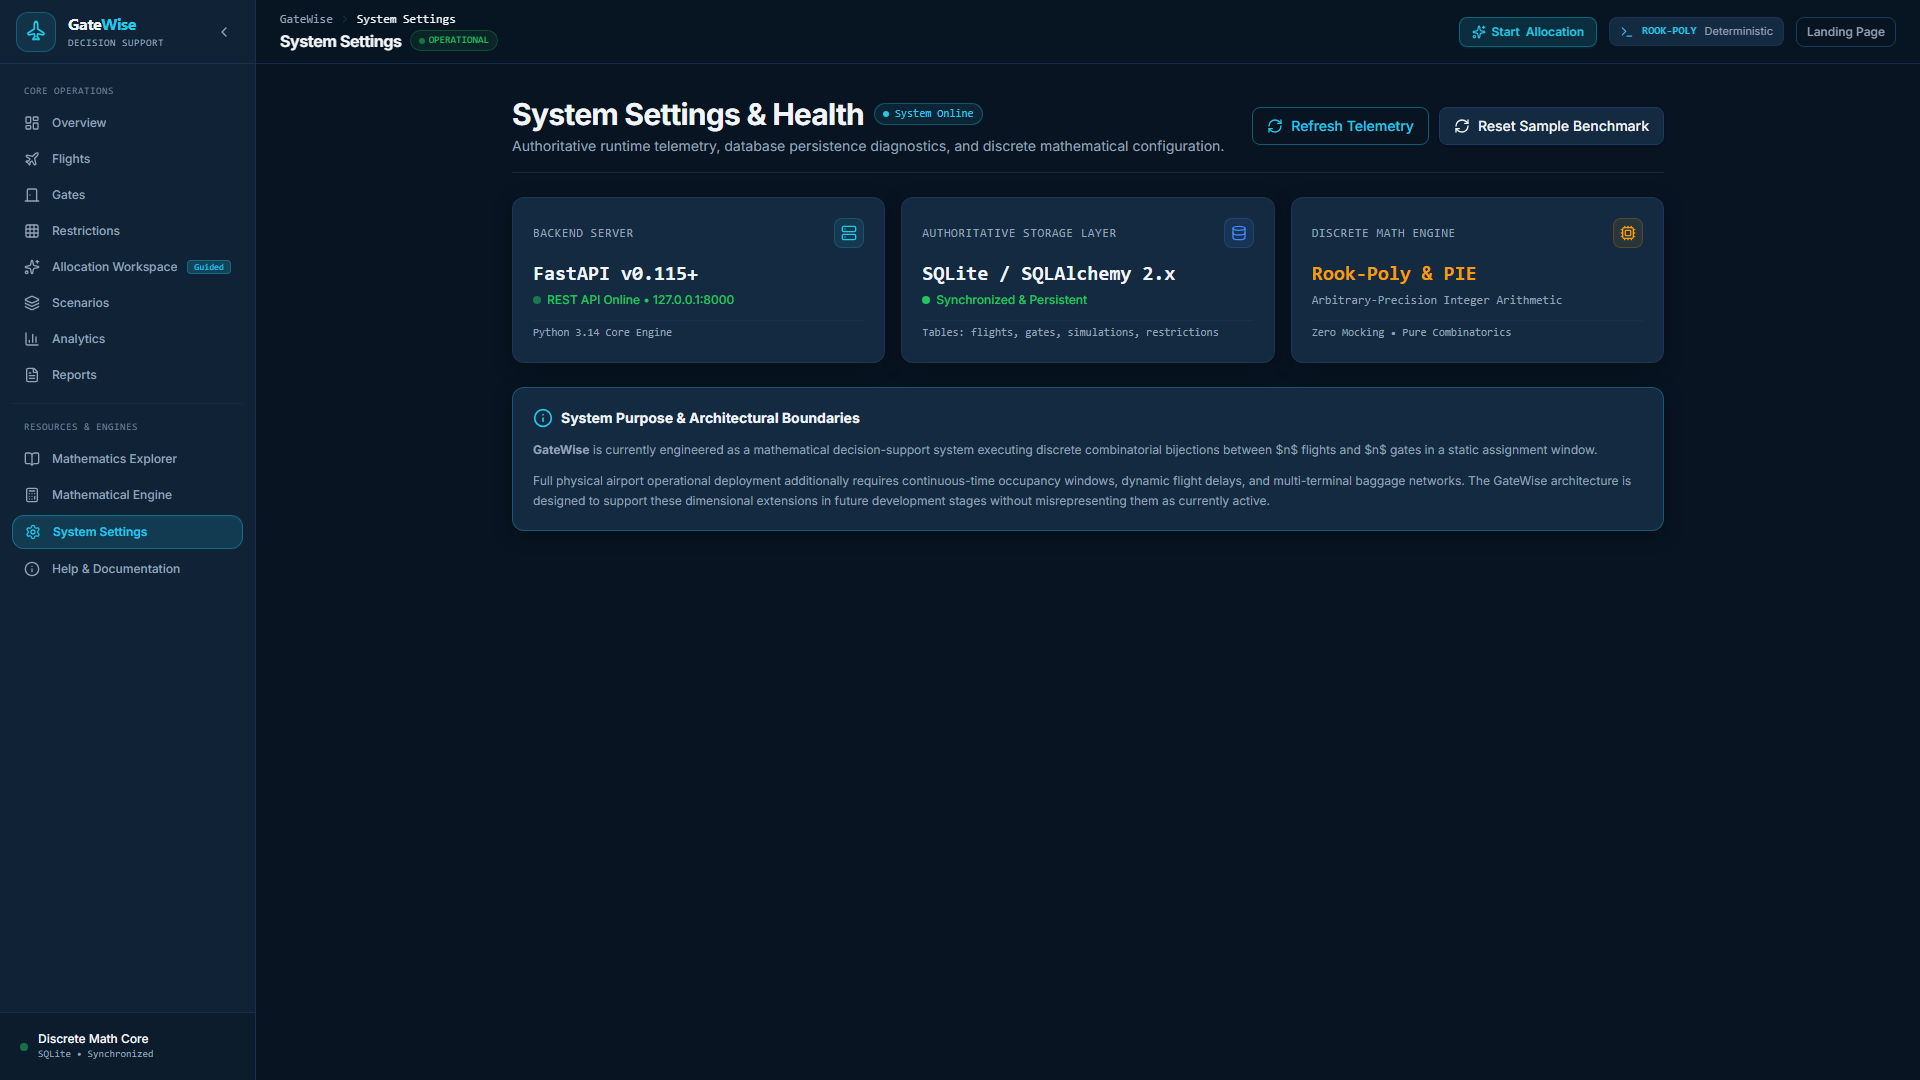 GateWise
DECISION SUPPORT
CORE OPERATIONS
Overview
Flights
Gates
Restrictions
Allocation Workspace Guided
Scenarios
Analytics
Reports
RESOURCES & ENGINES
Mathematics Explorer
Mathematical Engine
System Settings
Help & Documentation
Discrete Math Core
SQLite • Synchronized
GateWise › System Settings
System Settings OPERATIONAL
Start Allocation
ROOK-POLY Deterministic
Landing Page
System Settings & Health System Online
Authoritative runtime telemetry, database persistence diagnostics, and discrete mathematical configuration.
Refresh Telemetry
Reset Sample Benchmark
BACKEND SERVER
FastAPI v0.115+
REST API Online • 127.0.0.1:8000
Python 3.14 Core Engine
AUTHORITATIVE STORAGE LAYER
SQLite / SQLAlchemy 2.x
Synchronized & Persistent
Tables: flights, gates, simulations, restrictions
DISCRETE MATH ENGINE
Rook-Poly & PIE
Arbitrary-Precision Integer Arithmetic
Zero Mocking • Pure Combinatorics
System Purpose & Architectural Boundaries
GateWise is currently engineered as a mathematical decision-support system executing discrete combinatorial bijections between $n$ flights and $n$ gates in a static assignment window.
Full physical airport operational deployment additionally requires continuous-time occupancy windows, dynamic flight delays, and multi-terminal baggage networks. The GateWise architecture is
designed to support these dimensional extensions in future development stages without misrepresenting them as currently active.